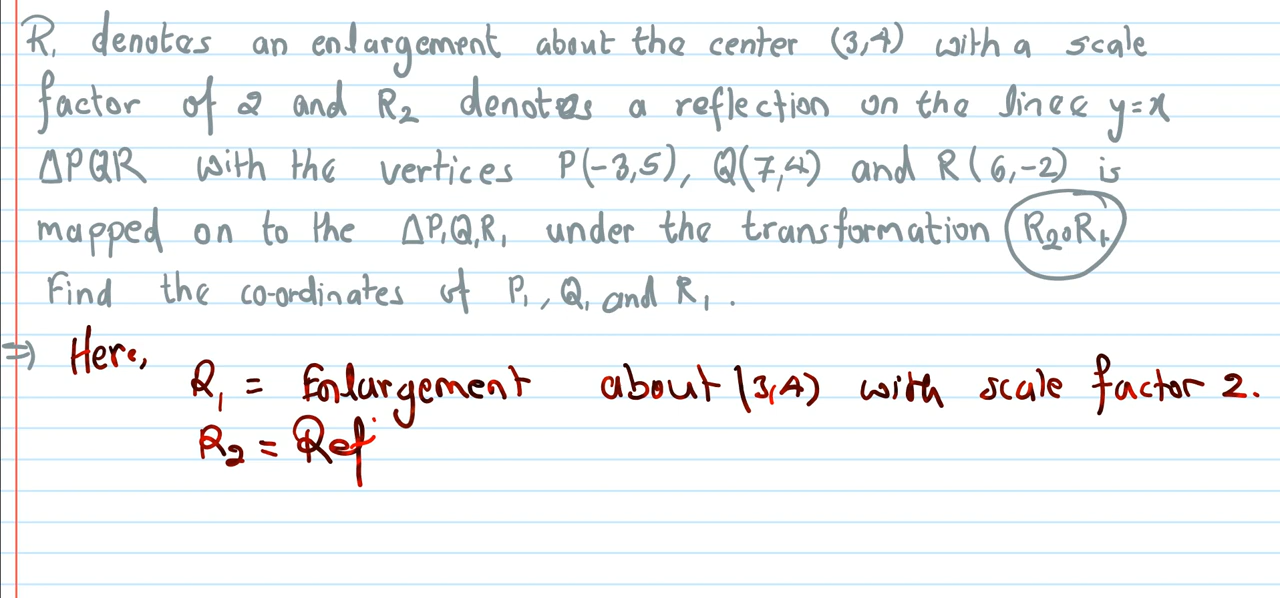 R₁ denotes an enlargement about the center (3,4) with a scale
factor of 2 and R₂ denotes a reflection on the linee y=x
ΔPQR with the vertices P(-3,5), Q(7,4) and R(6,-2) is
mapped on to the ΔP₁Q₁R₁ under the transformation R₂∘R₁
Find the co-ordinates of P₁, Q₁ and R₁.
⇒ Here,
R₁ = Enlargement about (3,4) with scale factor 2.
R₂ = Ref